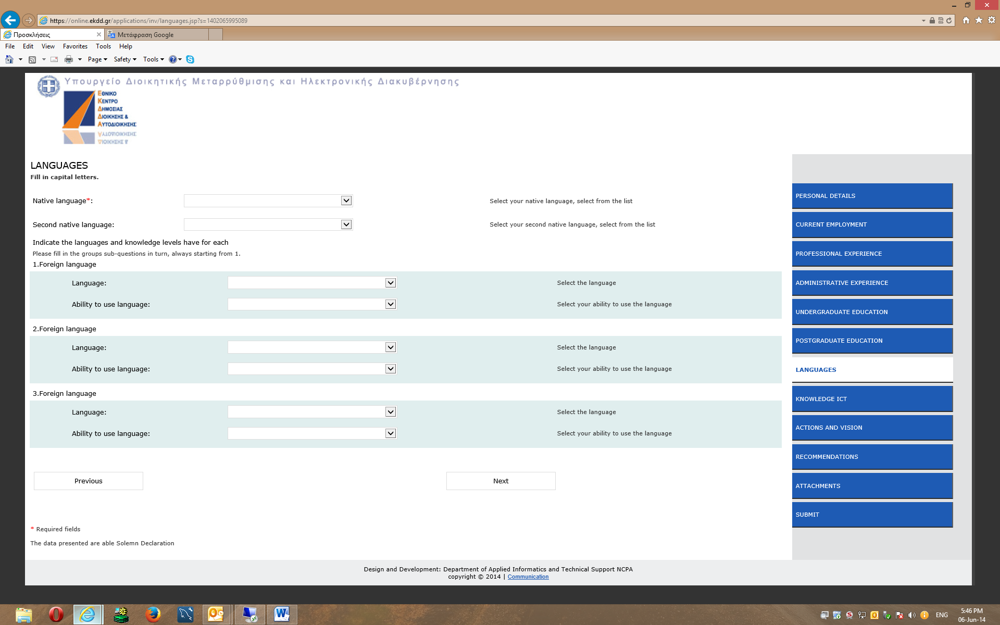 https://online.ekdd.gr/applications/inv/languages.jsp?s=1402065995089
Προσκλήσεις
Μετάφραση Google
File Edit View Favorites Tools Help
Page Safety Tools
Υπουργείο Διοικητικής Μεταρρύθμισης και Ηλεκτρονικής Διακυβέρνησης
ΕΘΝΙΚΟ
ΚΕΝΤΡΟ
ΔΗΜΟΣΙΑΣ
ΔΙΟΙΚΗΣΗΣ &
ΑΥΤΟΔΙΟΙΚΗΣΗΣ
LANGUAGES
Fill in capital letters.
Native language*: Select your native language, select from the list
Second native language: Select your second native language, select from the list
Indicate the languages and knowledge levels have for each
Please fill in the groups sub-questions in turn, always starting from 1.
1.Foreign language
Language: Select the language
Ability to use language: Select your ability to use the language
2.Foreign language
Language: Select the language
Ability to use language: Select your ability to use the language
3.Foreign language
Language: Select the language
Ability to use language: Select your ability to use the language
Previous Next
* Required fields
The data presented are able Solemn Declaration
PERSONAL DETAILS
CURRENT EMPLOYMENT
PROFESSIONAL EXPERIENCE
ADMINISTRATIVE EXPERIENCE
UNDERGRADUATE EDUCATION
POSTGRADUATE EDUCATION
LANGUAGES
KNOWLEDGE ICT
ACTIONS AND VISION
RECOMMENDATIONS
ATTACHMENTS
SUBMIT
Design and Development: Department of Applied Informatics and Technical Support NCPA
copyright © 2014 | Communication
ENG
5:46 PM
06-Jun-14